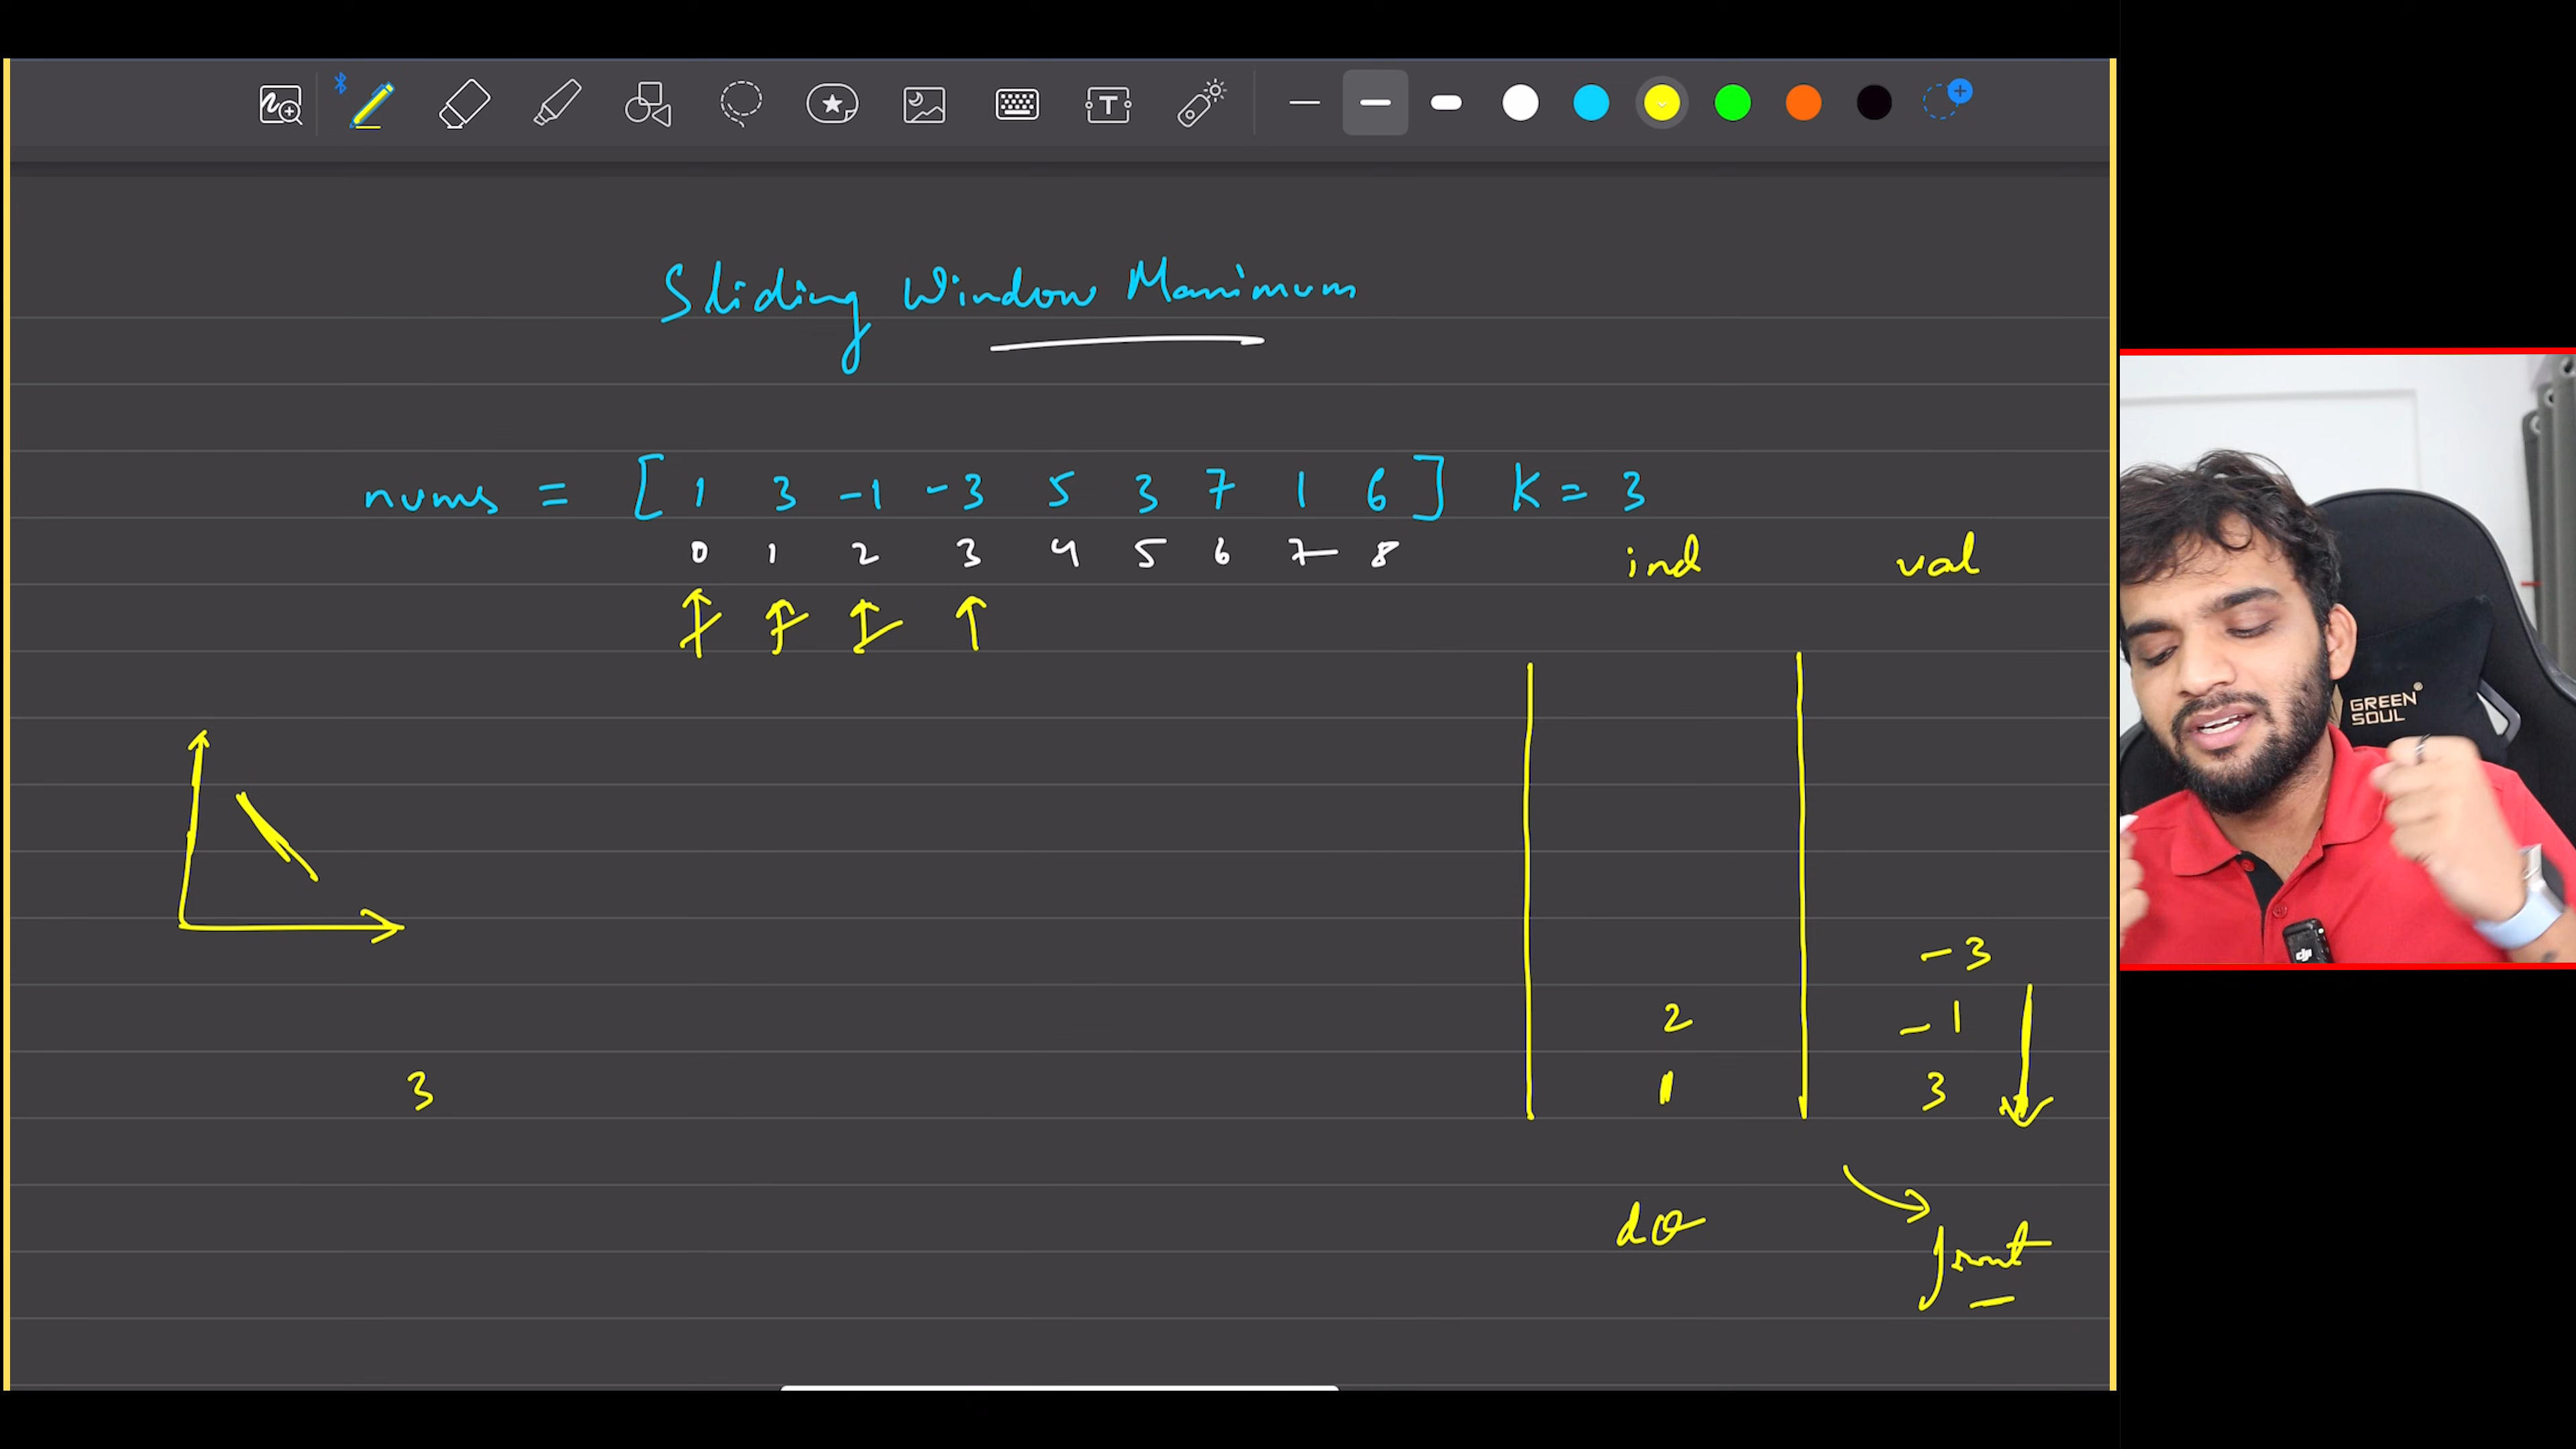 Sliding Window Maximum
nums = [ 1 3 -1 -3 5 3 7 1 6 ] K = 3
0 1 2 3 4 5 6 7 8
ind val
-3
2 -1
1 3
3
dQ
front
GREEN SOUL
dji
T